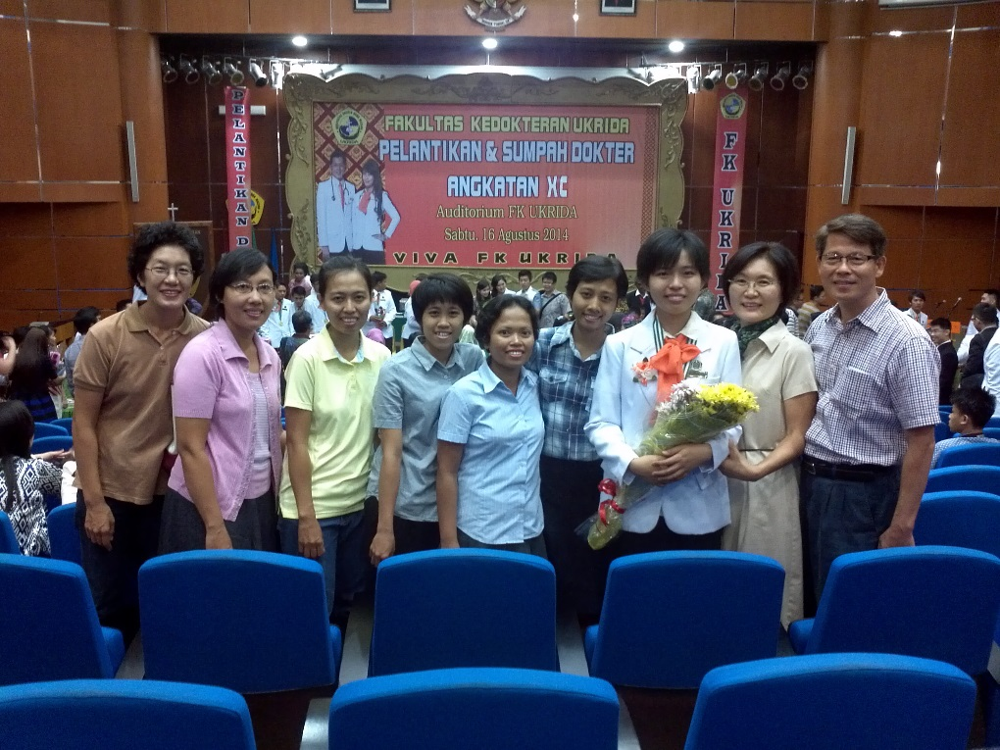 FAKULTAS KEDOKTERAN UKRIDA
PELANTIKAN & SUMPAH DOKTER
ANGKATAN XC
Auditorium FK UKRIDA
Sabtu. 16 Agustus 2014
VIVA FK UKRIDA
PELANTIKAN D
FK UKRIDA